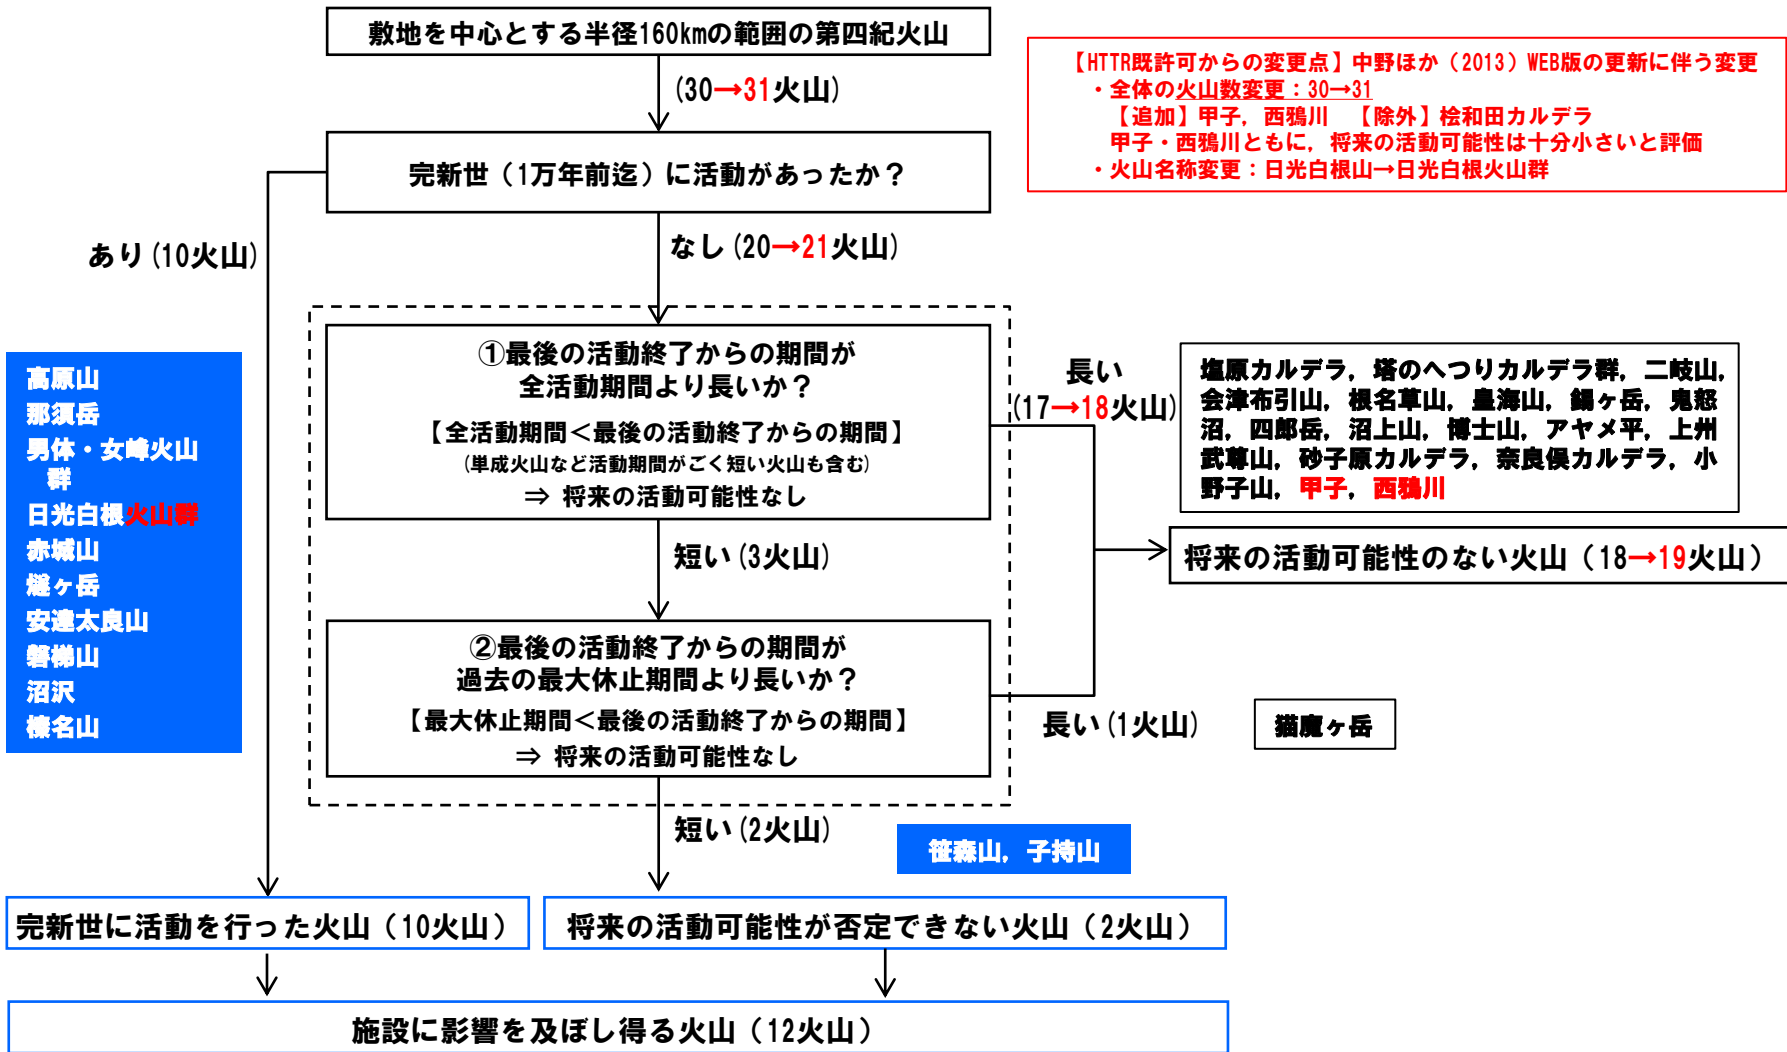 敷地を中心とする半径160kmの範囲の第四紀火山
(30→31火山)
【HTTR既許可からの変更点】中野ほか（2013）WEB版の更新に伴う変更
・全体の火山数変更：30→31
【追加】甲子，西鴉川　【除外】桧和田カルデラ
甲子・西鴉川ともに，将来の活動可能性は十分小さいと評価
・火山名称変更：日光白根山→日光白根火山群
完新世（1万年前迄）に活動があったか？
あり(10火山)
なし(20→21火山)
高原山
那須岳
男体・女峰火山
群
日光白根火山群
赤城山
燧ヶ岳
安達太良山
磐梯山
沼沢
榛名山
①最後の活動終了からの期間が
全活動期間より長いか？
【全活動期間＜最後の活動終了からの期間】
(単成火山など活動期間がごく短い火山も含む)
⇒ 将来の活動可能性なし
長い
(17→18火山)
塩原カルデラ，塔のへつりカルデラ群，二岐山，
会津布引山，根名草山，皇海山，錫ヶ岳，鬼怒
沼，四郎岳，沼上山，博士山，アヤメ平，上州
武尊山，砂子原カルデラ，奈良俣カルデラ，小
野子山，甲子，西鴉川
短い(3火山)
将来の活動可能性のない火山（18→19火山）
②最後の活動終了からの期間が
過去の最大休止期間より長いか？
【最大休止期間＜最後の活動終了からの期間】
⇒ 将来の活動可能性なし
長い(1火山)
猫魔ヶ岳
短い(2火山)
笹森山，子持山
完新世に活動を行った火山（10火山）
将来の活動可能性が否定できない火山（2火山）
施設に影響を及ぼし得る火山（12火山）